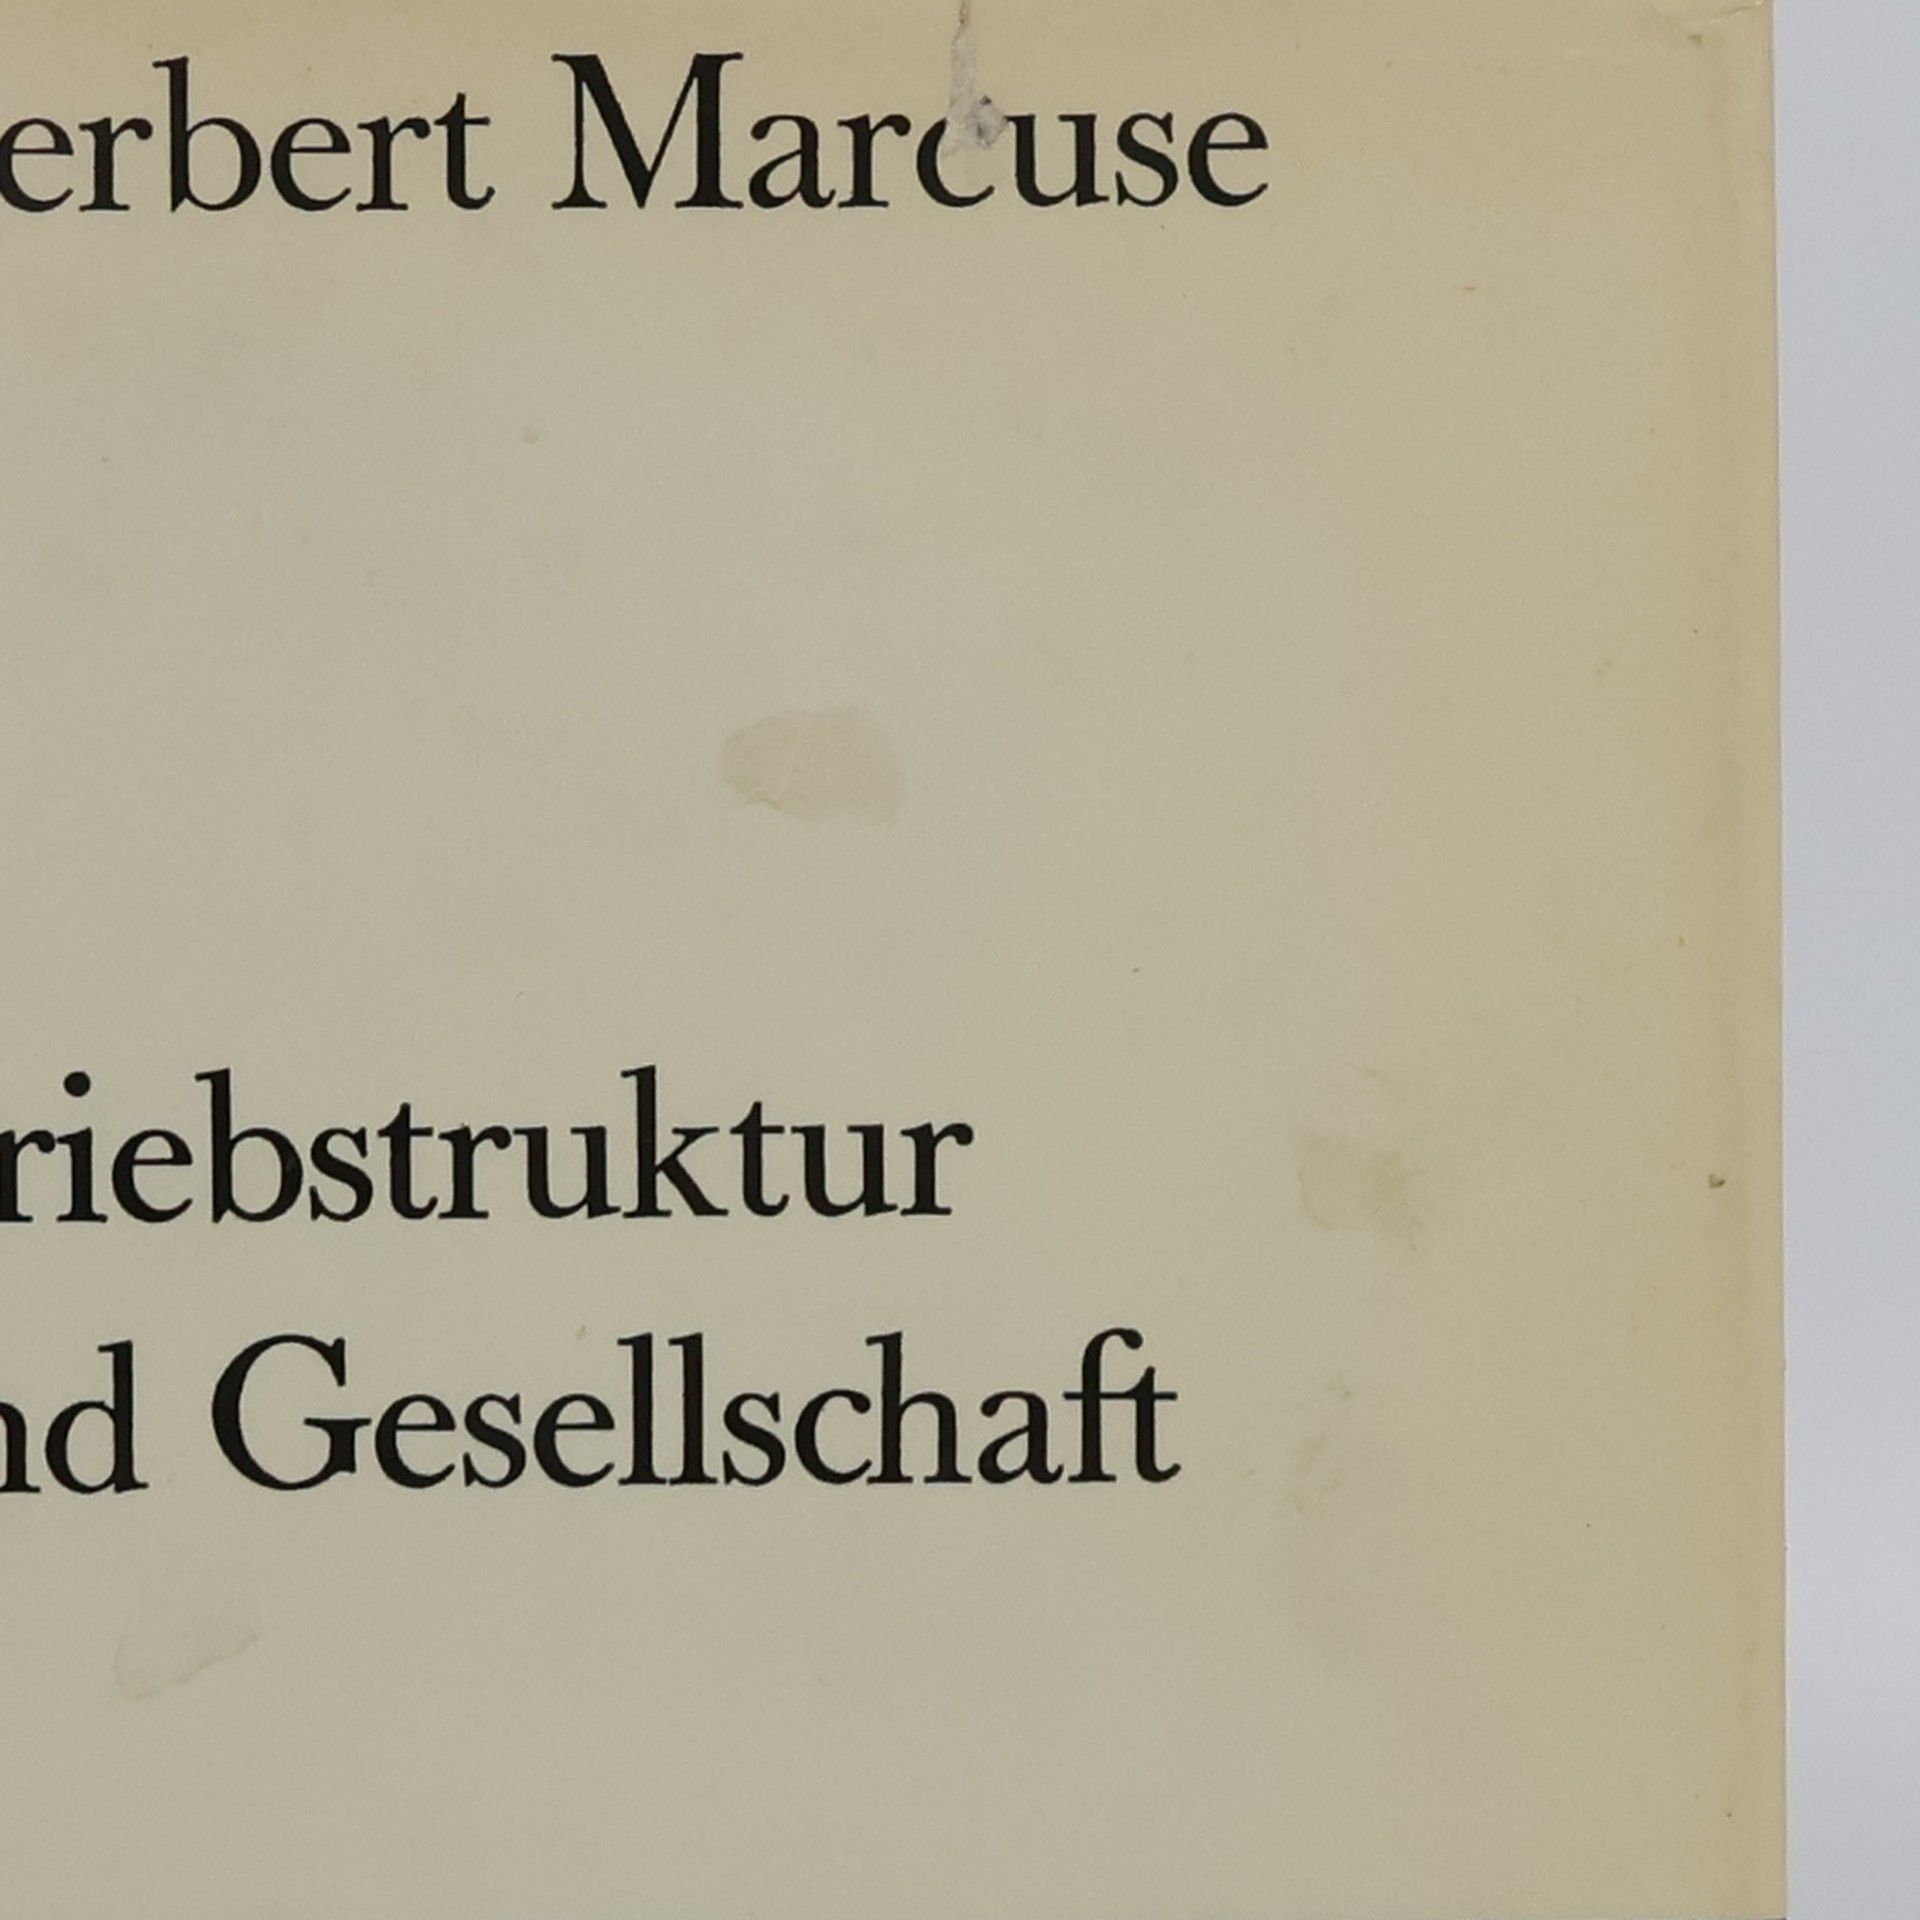 erbert Marcuse
riebstruktur
nd Gesellschaft